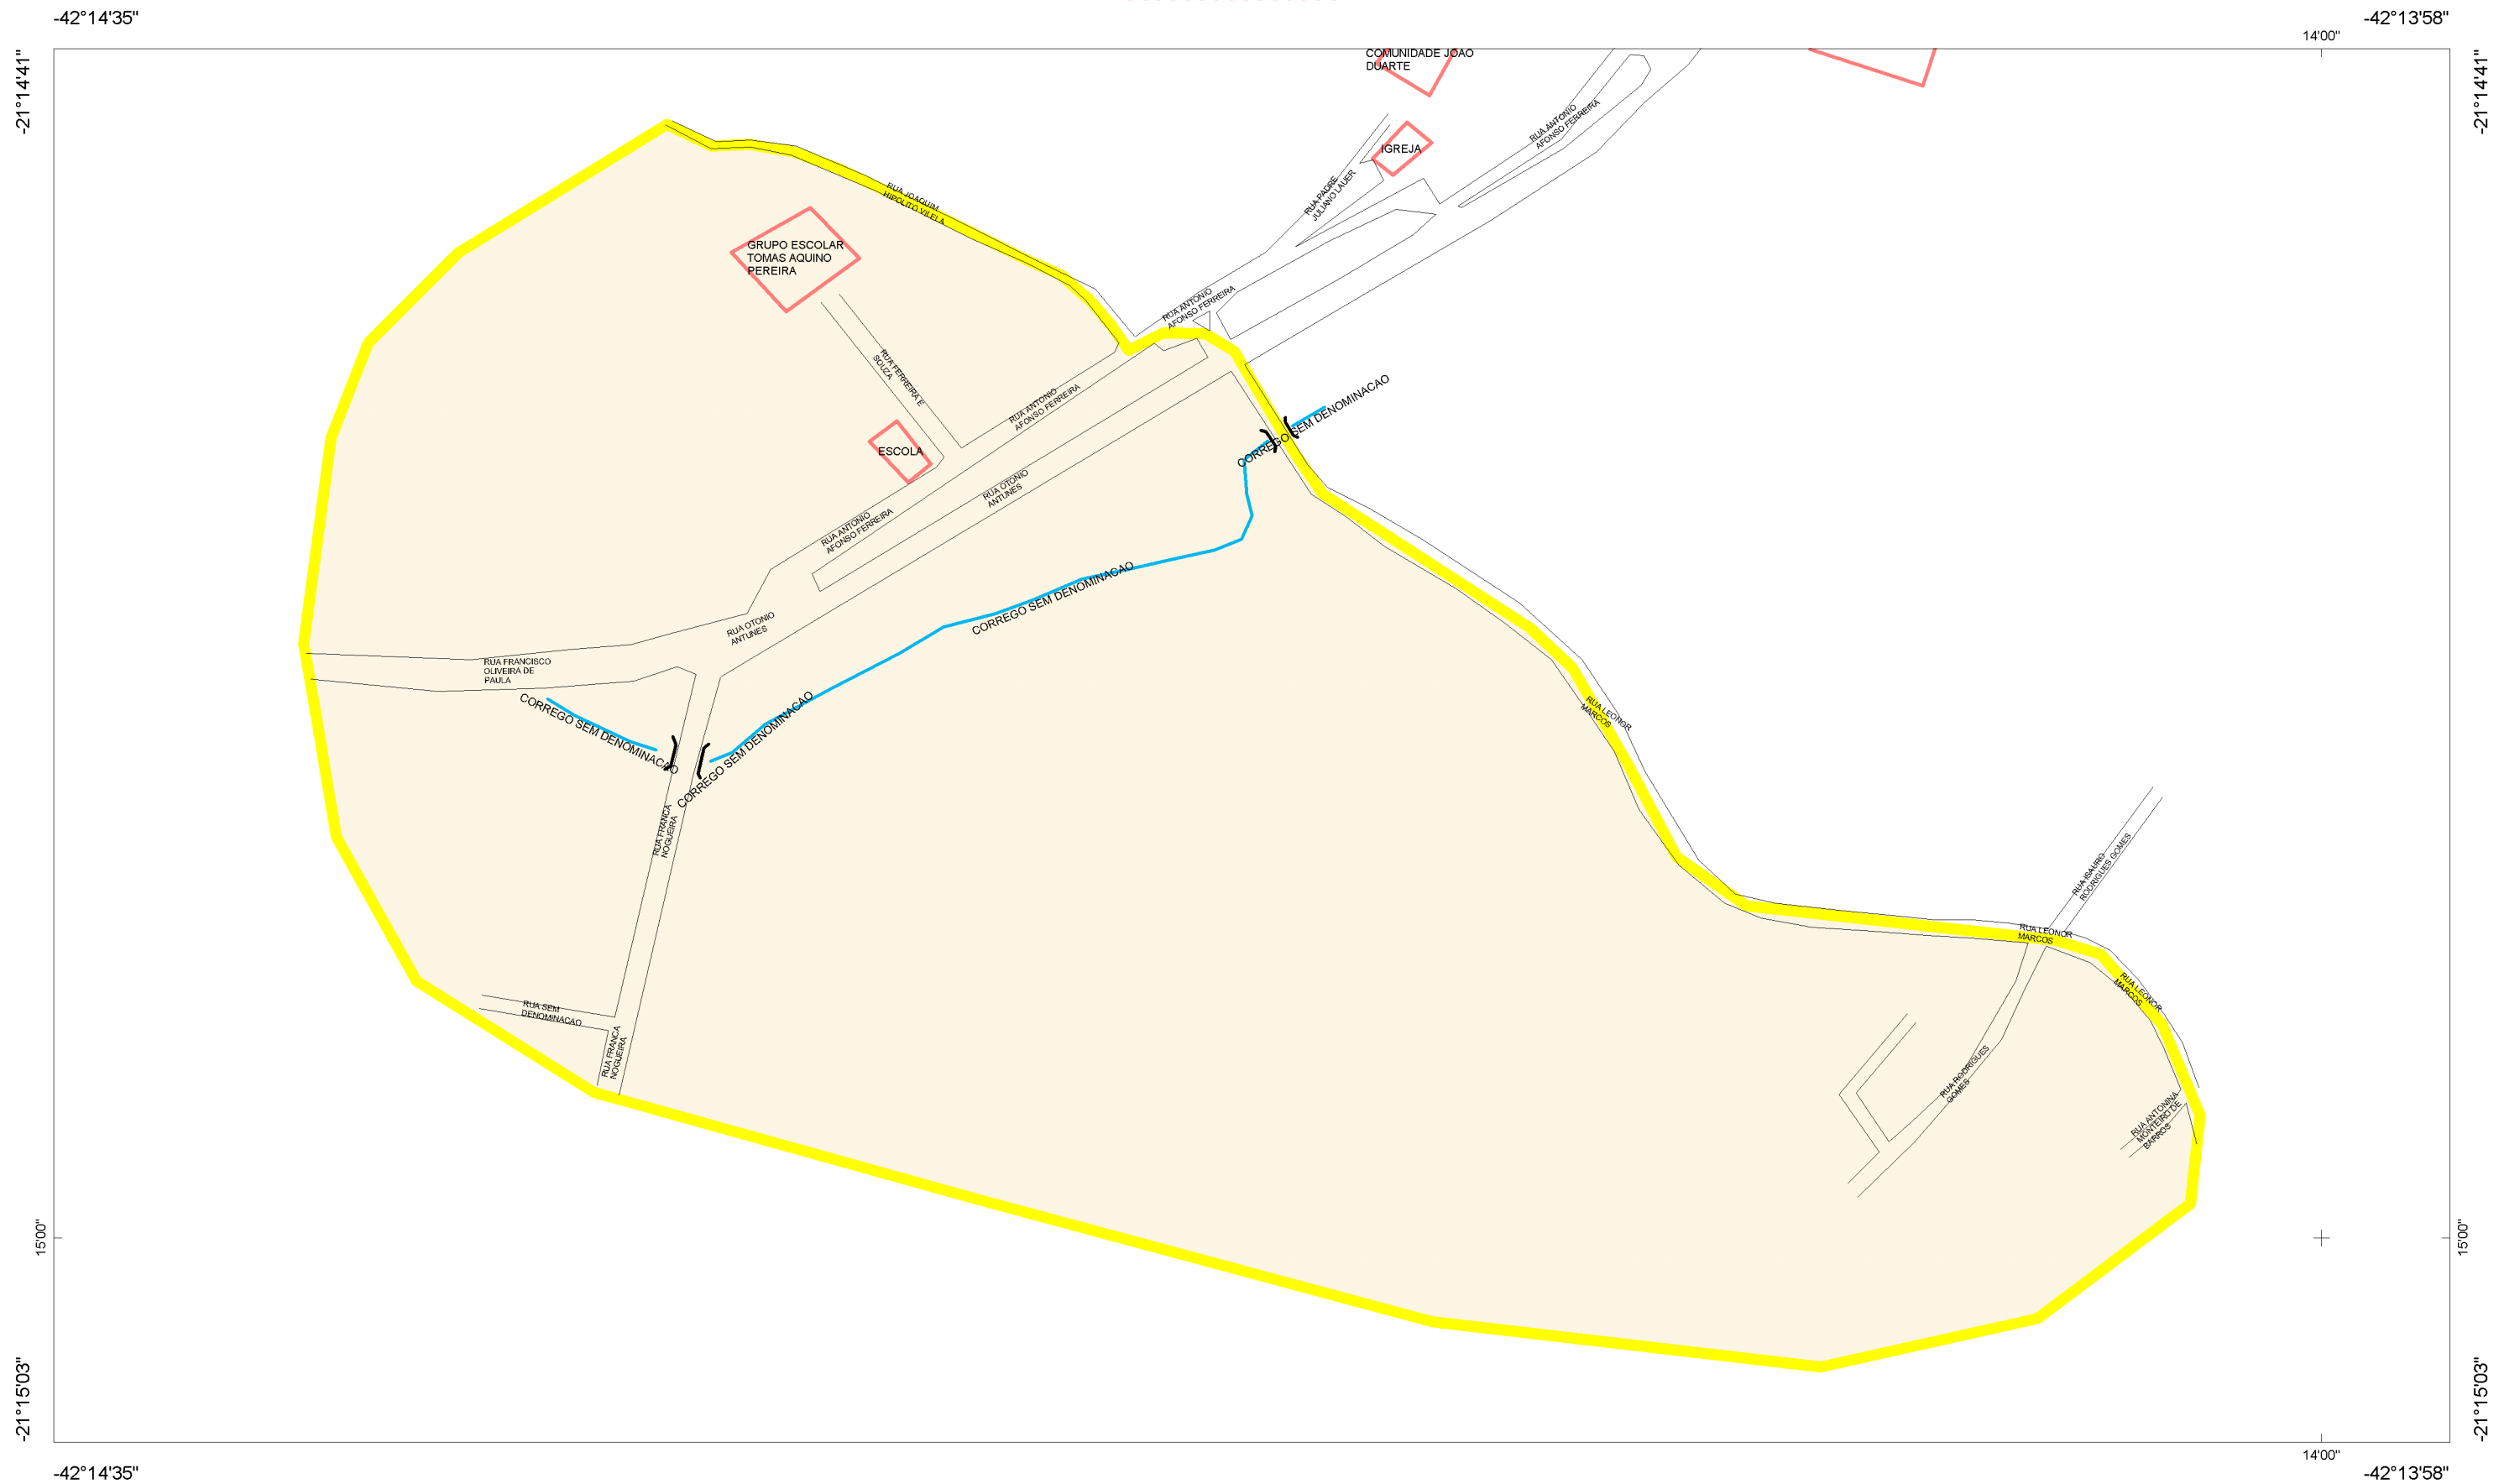 -42°14'35"
-42°13'58"
14'00"
-21°14'41"
-21°14'41"
COMUNIDADE JOAO
DUARTE
IGREJA
RUA ANTONIO
AFONSO FERREIRA
RUA PADRE
JULIANO LAUER
RUA JOAQUIM
HIPOLITO VILELA
GRUPO ESCOLAR
TOMAS AQUINO
PEREIRA
RUA ANTONIO
AFONSO FERREIRA
RUA FERREIRA E
SOUZA
RUA ANTONIO
AFONSO FERREIRA
CORREGO SEM DENOMINACAO
ESCOLA
RUA OTONIO
ANTUNES
RUA ANTONIO
AFONSO FERREIRA
CORREGO SEM DENOMINACAO
RUA OTONIO
ANTUNES
RUA FRANCISCO
OLIVEIRA DE
PAULA
CORREGO SEM DENOMINACAO
CORREGO SEM DENOMINACAO
RUA LEONOR
MARCOS
RUA FRANCA
NOGUEIRA
RUA ISAURO
RODRIGUES GOMES
RUA LEONOR
MARCOS
RUA LEONOR
MARCOS
RUA SEM
DENOMINACAO
RUA FRANCA
NOGUEIRA
RUA RODRIGUES
GOMES
RUA ANTONINA
MONTEIRO DE
BARROS
15'00"
15'00"
-21°15'03"
-21°15'03"
14'00"
-42°14'35"
-42°13'58"